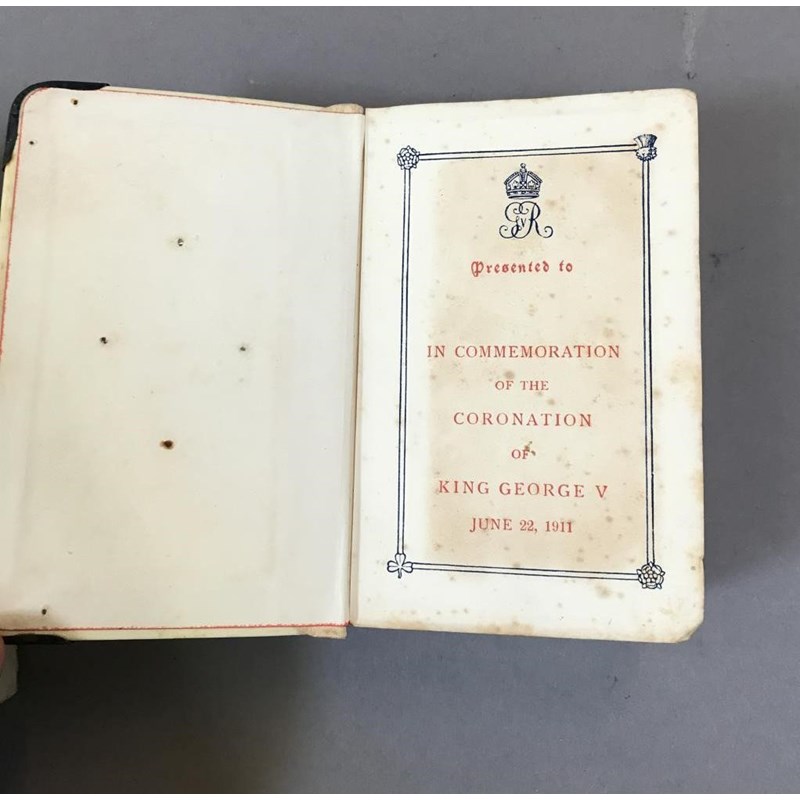 GVR
Presented to
IN COMMEMORATION
OF THE
CORONATION
OF
KING GEORGE V
JUNE 22, 1911